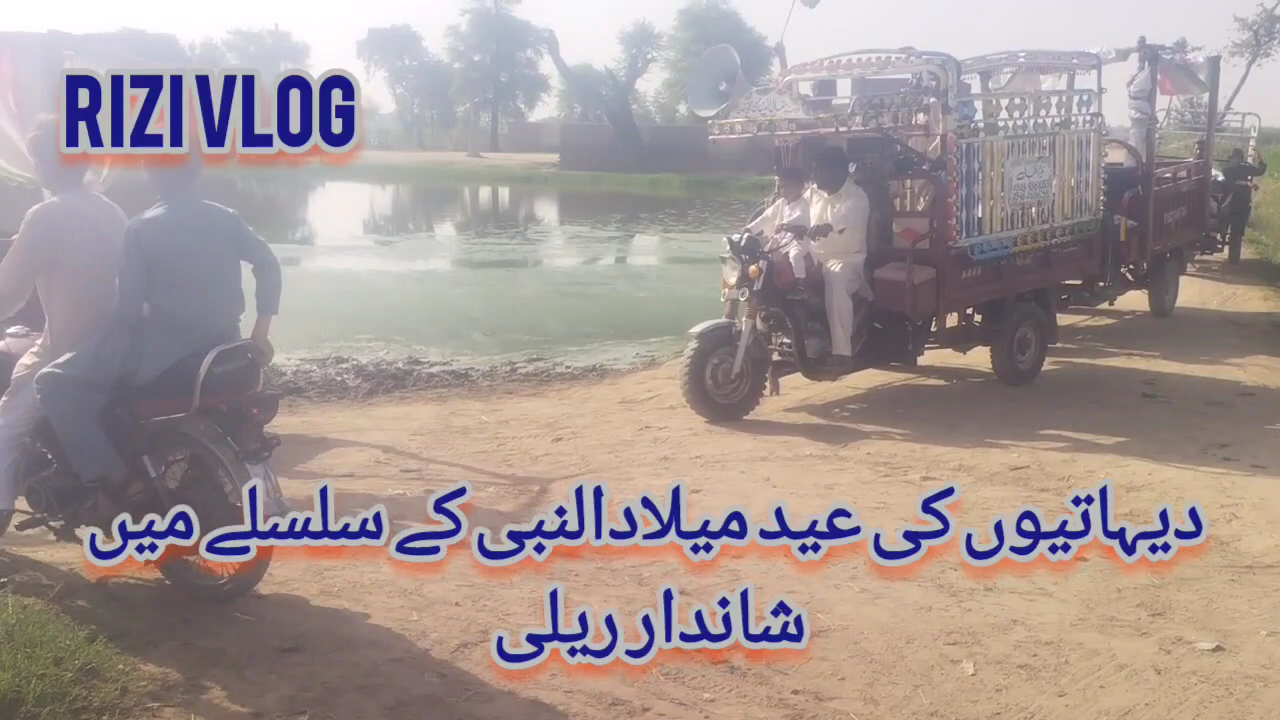 RIZI VLOG
دیہاتیوں کی عید میلادالنبی کے سلسلے میں
شاندار ریلی